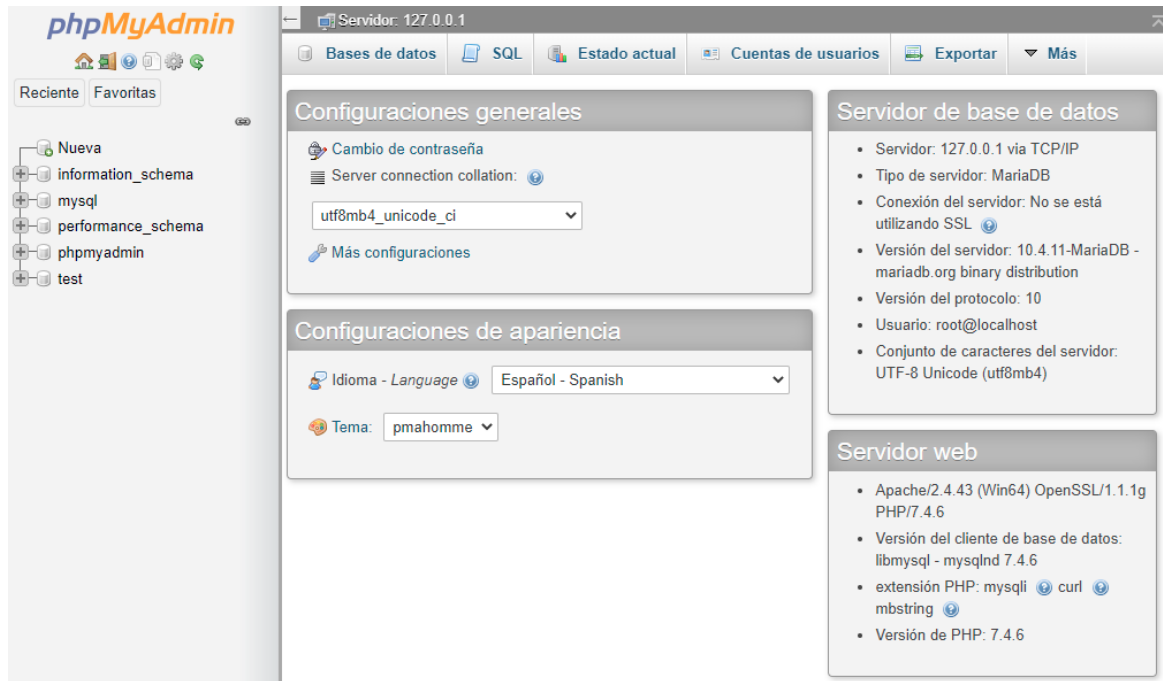 phpMyAdmin
Reciente Favoritas
Nueva
information_schema
mysql
performance_schema
phpmyadmin
test
Servidor: 127.0.0.1
Bases de datos SQL Estado actual Cuentas de usuarios Exportar Más
Configuraciones generales
Cambio de contraseña
Server connection collation:
utf8mb4_unicode_ci
Más configuraciones
Configuraciones de apariencia
Idioma - Language Español - Spanish
Tema: pmahomme
Servidor de base de datos
Servidor: 127.0.0.1 via TCP/IP
Tipo de servidor: MariaDB
Conexión del servidor: No se está
utilizando SSL
Versión del servidor: 10.4.11-MariaDB -
mariadb.org binary distribution
Versión del protocolo: 10
Usuario: root@localhost
Conjunto de caracteres del servidor:
UTF-8 Unicode (utf8mb4)
Servidor web
Apache/2.4.43 (Win64) OpenSSL/1.1.1g
PHP/7.4.6
Versión del cliente de base de datos:
libmysql - mysqlnd 7.4.6
extensión PHP: mysqli curl
mbstring
Versión de PHP: 7.4.6